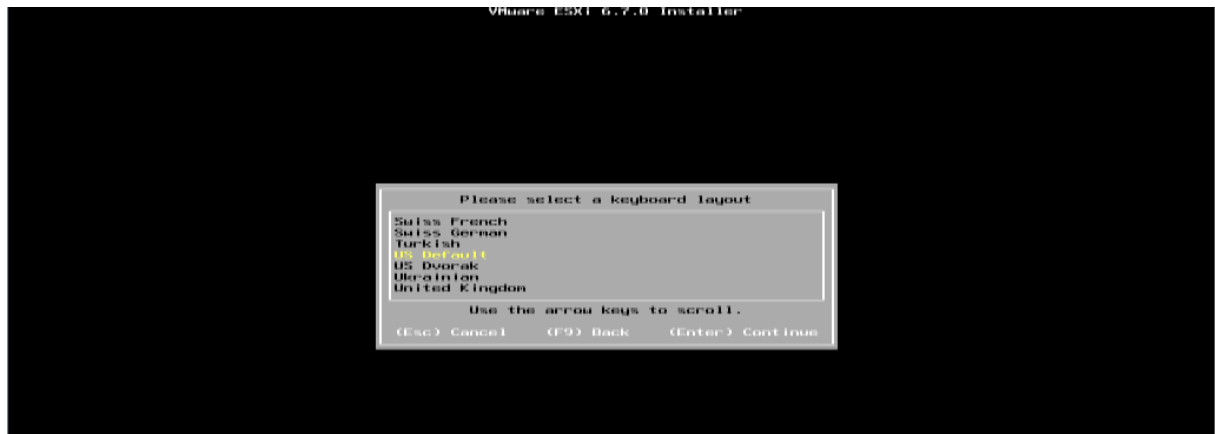 VMware ESXi 6.7.0 Installer
Please select a keyboard layout
Swiss French
Swiss German
Turkish
US Default
US Dvorak
Ukrainian
United Kingdom
Use the arrow keys to scroll.
(Esc) Cancel (F9) Back (Enter) Continue